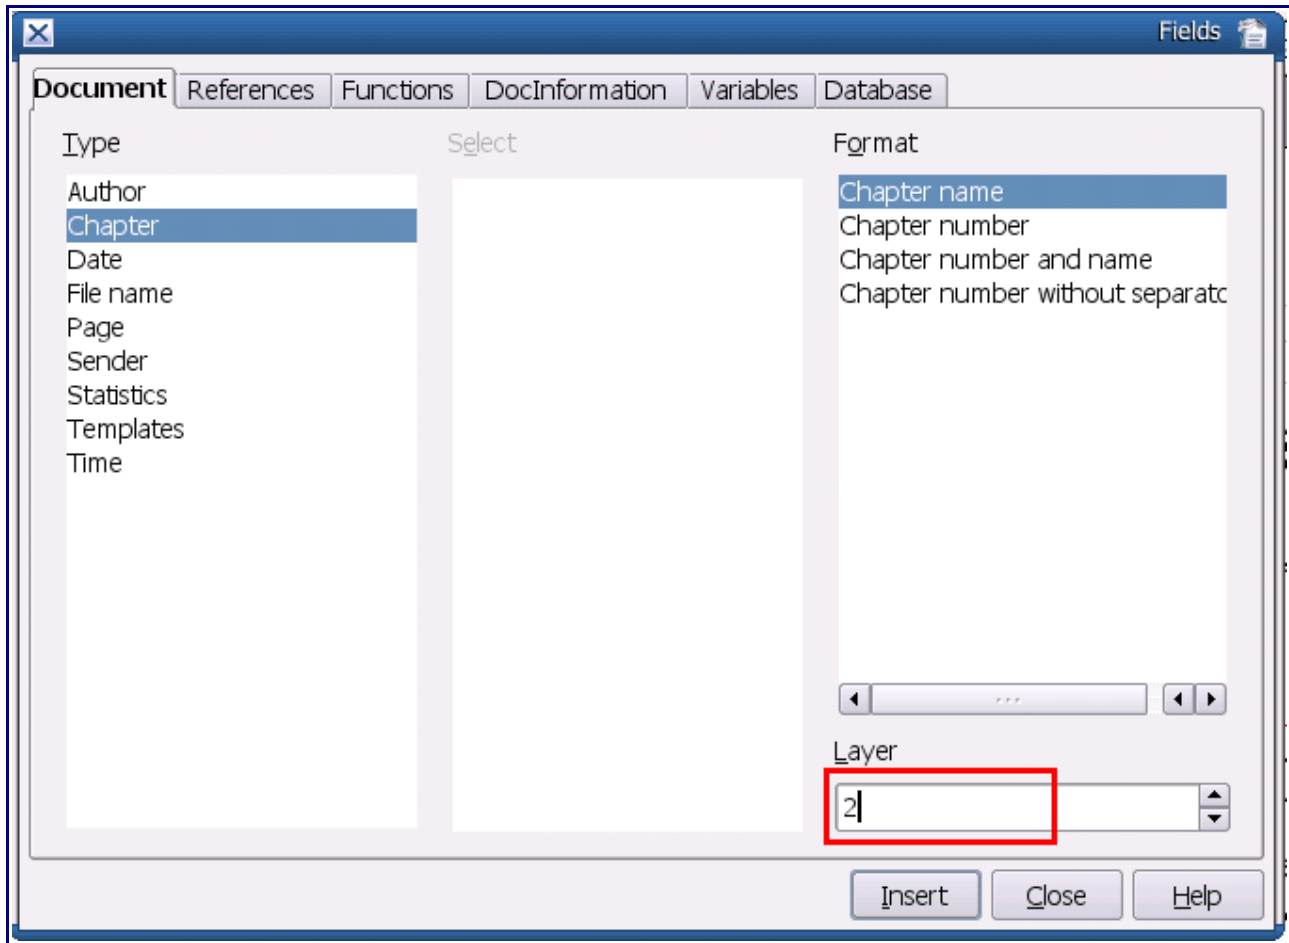 Fields
Document References Functions DocInformation Variables Database
Type Select Format
Author
Chapter
Date
File name
Page
Sender
Statistics
Templates
Time
Chapter name
Chapter number
Chapter number and name
Chapter number without separato
Layer
2
Insert Close Help